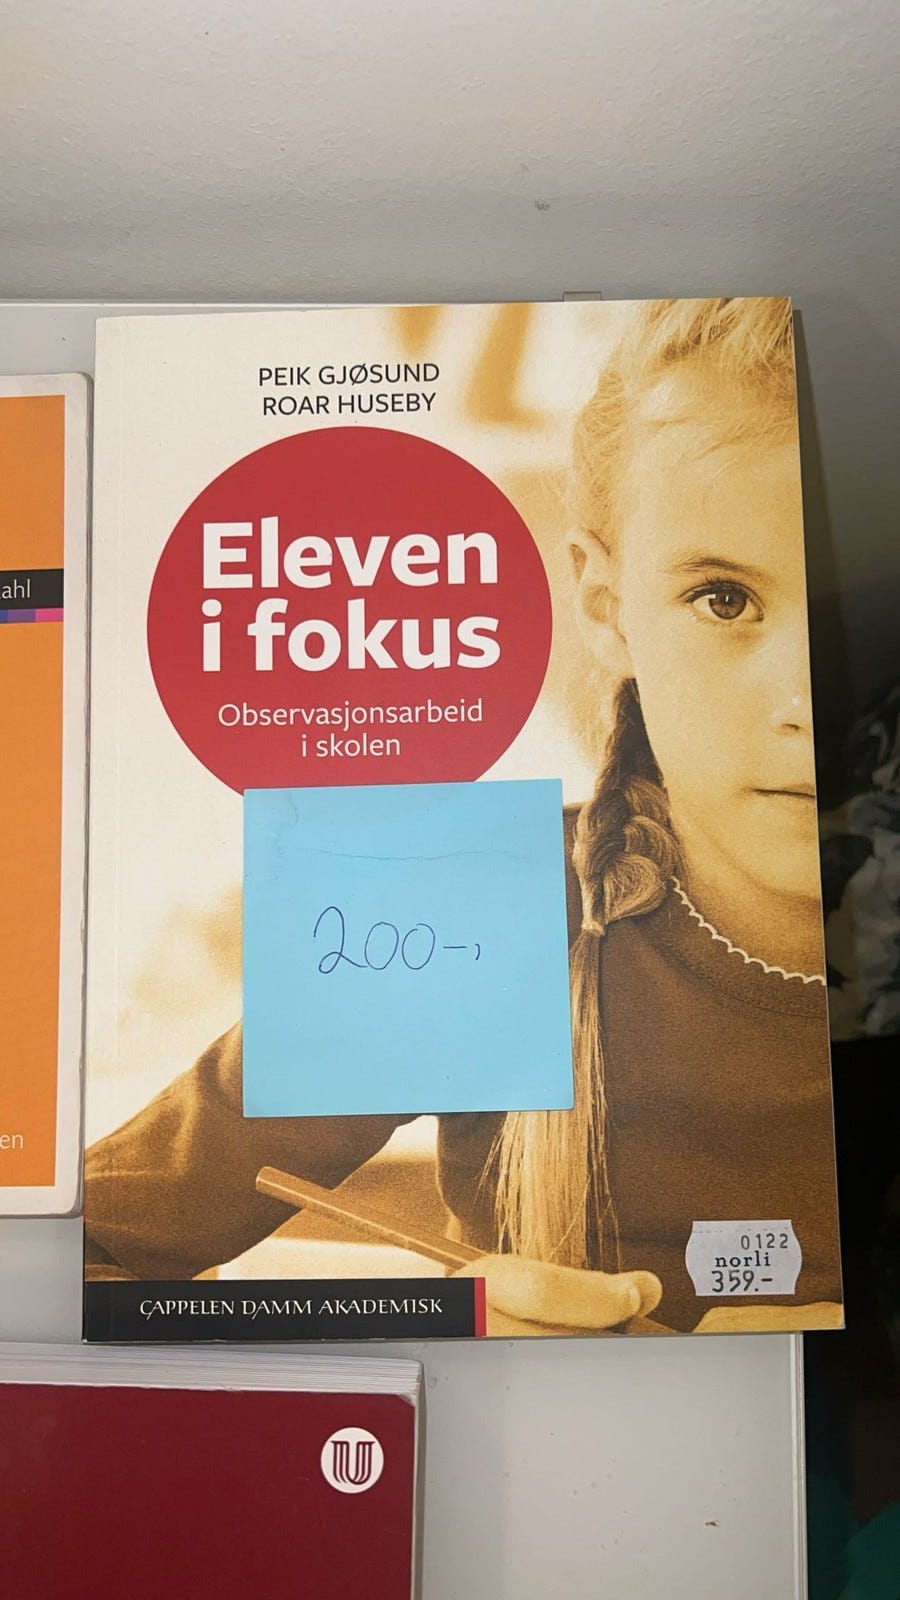 PEIK GJØSUND
ROAR HUSEBY
Eleven
i fokus
Observasjonsarbeid
i skolen
200-,
0122
norli
359.-
CAPPELEN DAMM AKADEMISK
ahl
en
U